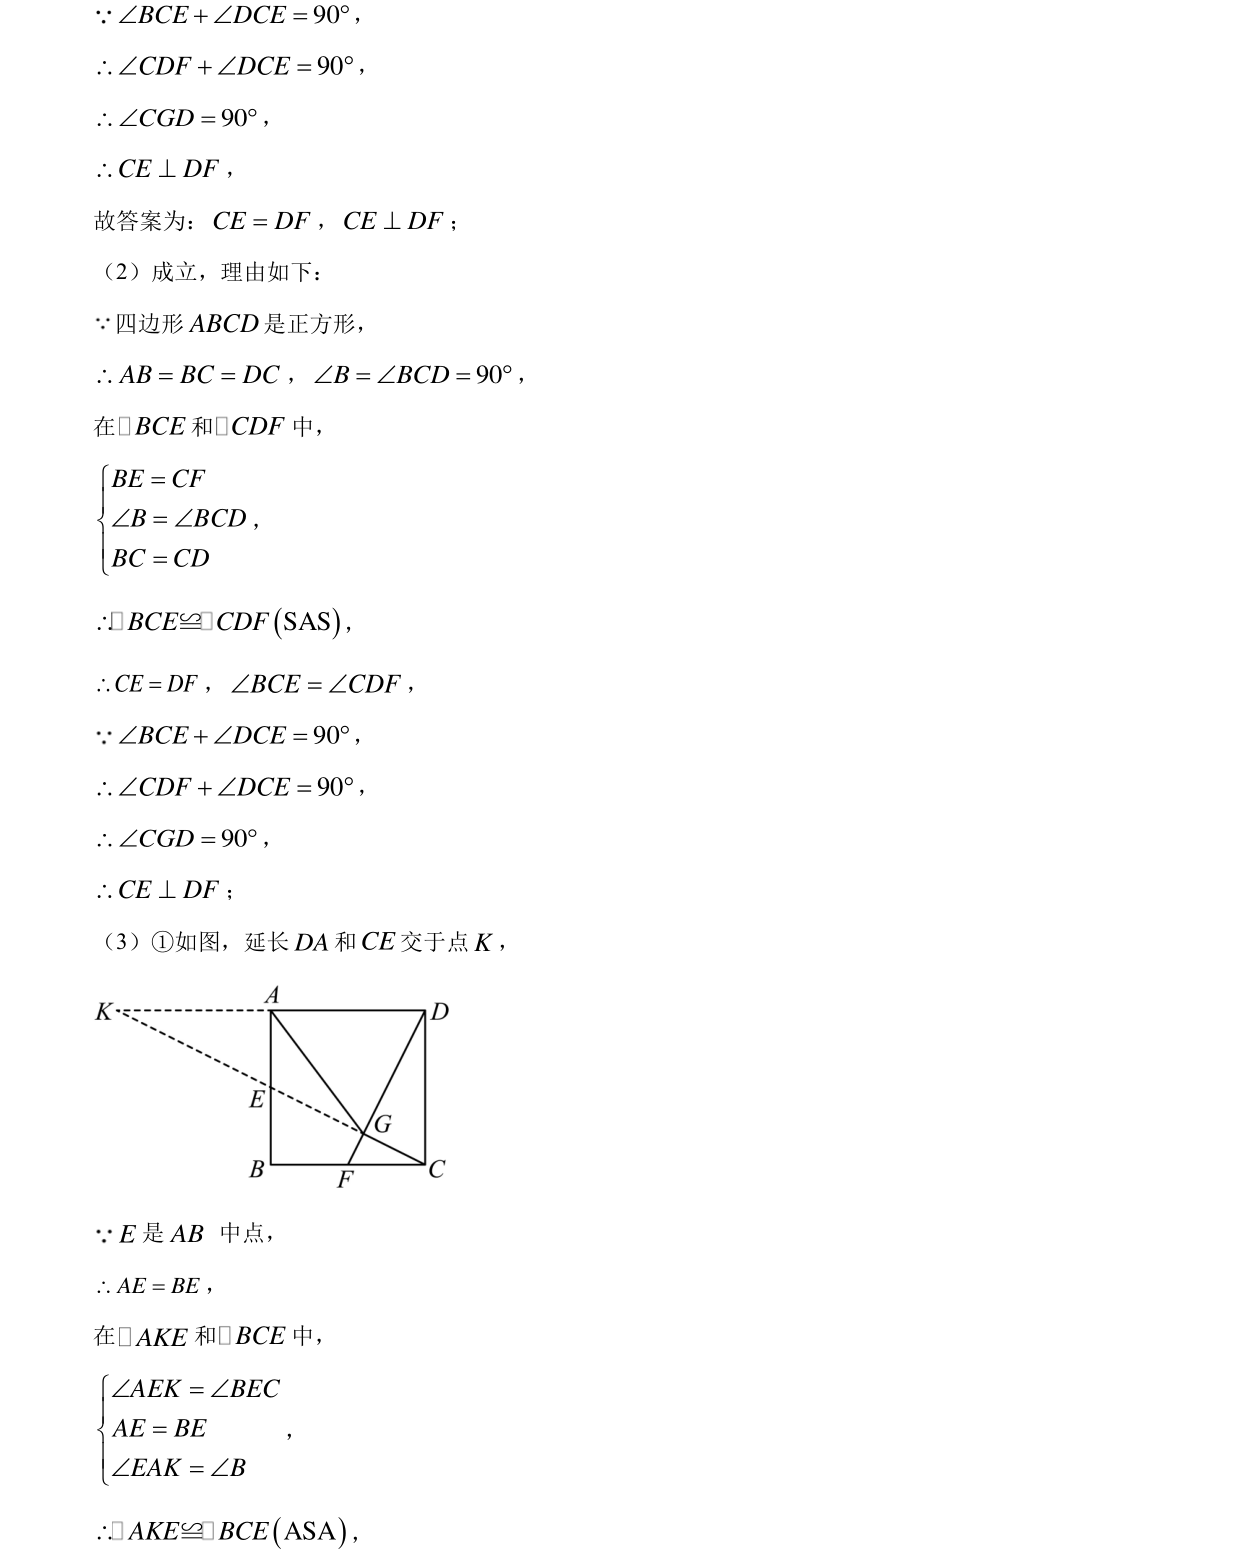 ∵∠BCE+∠DCE=90°，
∴∠CDF+∠DCE=90°，
∴∠CGD=90°，
∴CE⊥DF，
故答案为：CE=DF，CE⊥DF；
（2）成立，理由如下：
∵四边形ABCD是正方形，
∴AB=BC=DC，∠B=∠BCD=90°，
在□BCE和□CDF中，
BE=CF
∠B=∠BCD，
BC=CD
∴□BCE≌□CDF(SAS)，
∴CE=DF，∠BCE=∠CDF，
∵∠BCE+∠DCE=90°，
∴∠CDF+∠DCE=90°，
∴∠CGD=90°，
∴CE⊥DF；
（3）①如图，延长DA和CE交于点K，
A
K
D
E
G
B
F
C
∵E是AB 中点，
∴AE=BE，
在□AKE和□BCE中，
∠AEK=∠BEC
AE=BE，
∠EAK=∠B
∴□AKE≌□BCE(ASA)，